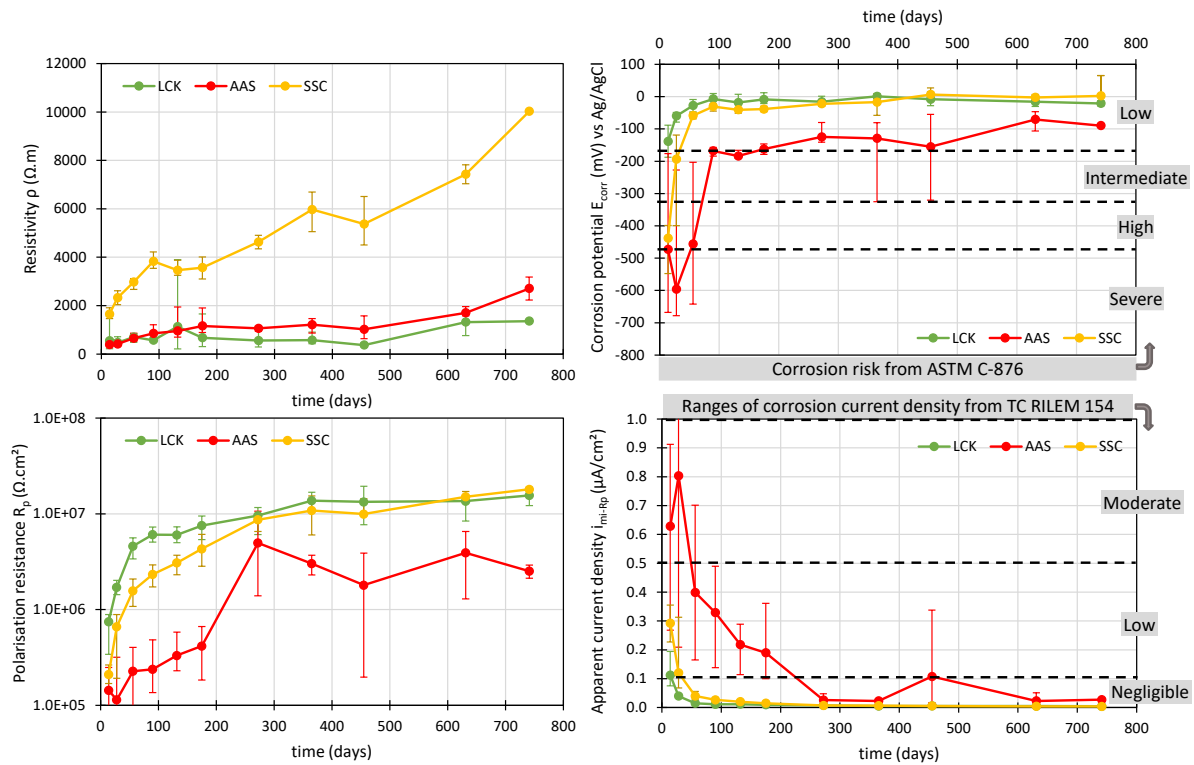 12000
10000
8000
6000
4000
2000
0
Resistivity ρ (Ω.m)
LCK AAS SSC
0 100 200 300 400 500 600 700 800
time (days)
time (days)
0 100 200 300 400 500 600 700 800
100
0
-100
-200
-300
-400
-500
-600
-700
-800
Corrosion potential Ecorr (mV) vs Ag/AgCl
Low
Intermediate
High
Severe
LCK AAS SSC
Corrosion risk from ASTM C-876
1.0E+08
1.0E+07
1.0E+06
1.0E+05
Polarisation resistance Rp (Ω.cm²)
LCK AAS SSC
0 100 200 300 400 500 600 700 800
time (days)
Ranges of corrosion current density from TC RILEM 154
1.0
0.9
0.8
0.7
0.6
0.5
0.4
0.3
0.2
0.1
0.0
Apparent current density imi-Rp (µA/cm²)
LCK AAS SSC
Moderate
Low
Negligible
0 100 200 300 400 500 600 700 800
time (days)